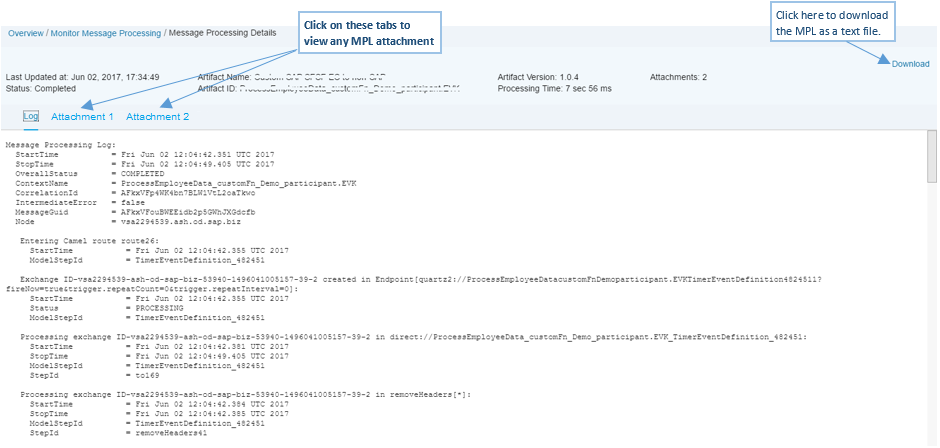 Click on these tabs to
view any MPL attachment
Click here to download
the MPL as a text file.
Overview / Monitor Message Processing / Message Processing Details
Download
Last Updated at: Jun 02, 2017, 17:34:49
Artifact Name: Custom SAP SFSF EC to non SAP
Artifact Version: 1.0.4
Attachments: 2
Status: Completed
Artifact ID: ProcessEmployeeData_customFn_Demo_participant.EVK
Processing Time: 7 sec 56 ms
Log Attachment 1 Attachment 2
Message Processing Log:
StartTime = Fri Jun 02 12:04:42.351 UTC 2017
StopTime = Fri Jun 02 12:04:49.405 UTC 2017
OverallStatus = COMPLETED
ContextName = ProcessEmployeeData_customFn_Demo_participant.EVK
CorrelationId = AFkxVFp4WK4bn7BLW1VtL2oaTkwo
IntermediateError = false
MessageGuid = AFkxVFouBWEEidb2p5GWhJXGdcfb
Node = vsa2294539.ash.od.sap.biz
Entering Camel route route26:
StartTime = Fri Jun 02 12:04:42.355 UTC 2017
ModelStepId = TimerEventDefinition_482451
Exchange ID-vsa2294539-ash-od-sap-biz-53940-1496041005157-39-2 created in Endpoint[quartz2://ProcessEmployeeDatacustomFnDemoparticipant.EVKTimerEventDefinition4824511?
fireNow=true&trigger.repeatCount=0&trigger.repeatInterval=0]:
StartTime = Fri Jun 02 12:04:42.355 UTC 2017
Status = PROCESSING
ModelStepId = TimerEventDefinition_482451
Processing exchange ID-vsa2294539-ash-od-sap-biz-53940-1496041005157-39-2 in direct://ProcessEmployeeData_customFn_Demo_participant.EVK_TimerEventDefinition_482451:
StartTime = Fri Jun 02 12:04:42.381 UTC 2017
StopTime = Fri Jun 02 12:04:49.405 UTC 2017
ModelStepId = TimerEventDefinition_482451
StepId = to169
Processing exchange ID-vsa2294539-ash-od-sap-biz-53940-1496041005157-39-2 in removeHeaders[*]:
StartTime = Fri Jun 02 12:04:42.384 UTC 2017
StopTime = Fri Jun 02 12:04:42.385 UTC 2017
ModelStepId = TimerEventDefinition_482451
StepId = removeHeaders41